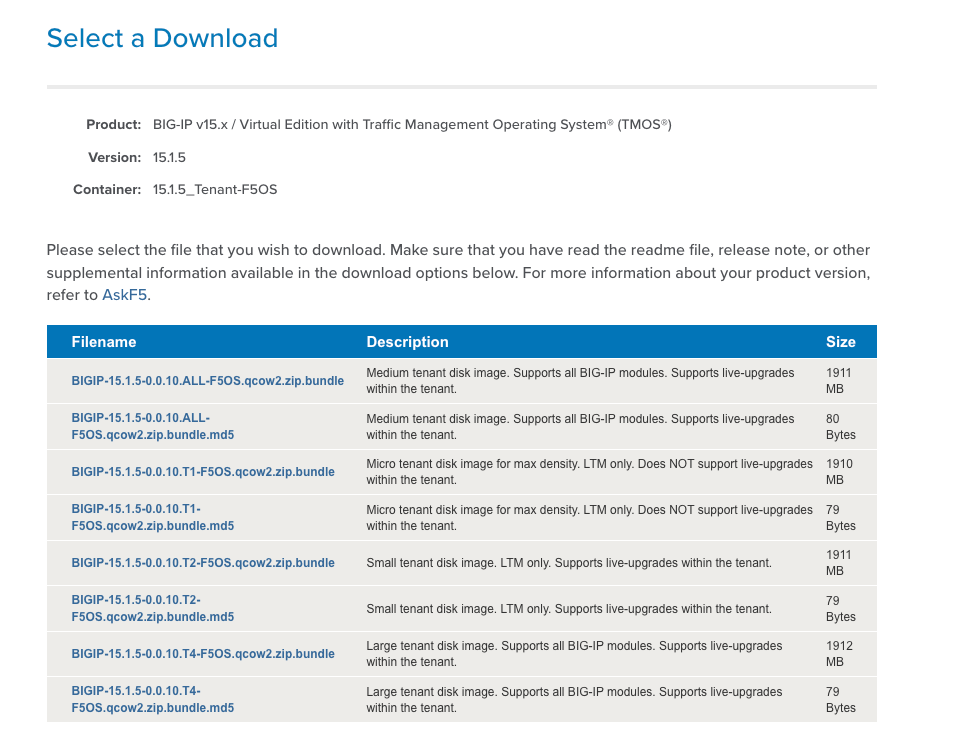 Select a Download
Product: BIG-IP v15.x / Virtual Edition with Traffic Management Operating System® (TMOS®)
Version: 15.1.5
Container: 15.1.5_Tenant-F5OS
Please select the file that you wish to download. Make sure that you have read the readme file, release note, or other
supplemental information available in the download options below. For more information about your product version,
refer to AskF5.
Filename Description Size
BIGIP-15.1.5-0.0.10.ALL-F5OS.qcow2.zip.bundle
Medium tenant disk image. Supports all BIG-IP modules. Supports live-upgrades
within the tenant.
1911
MB
BIGIP-15.1.5-0.0.10.ALL-
F5OS.qcow2.zip.bundle.md5
Medium tenant disk image. Supports all BIG-IP modules. Supports live-upgrades
within the tenant.
80
Bytes
BIGIP-15.1.5-0.0.10.T1-F5OS.qcow2.zip.bundle
Micro tenant disk image for max density. LTM only. Does NOT support live-upgrades
within the tenant.
1910
MB
BIGIP-15.1.5-0.0.10.T1-
F5OS.qcow2.zip.bundle.md5
Micro tenant disk image for max density. LTM only. Does NOT support live-upgrades
within the tenant.
79
Bytes
BIGIP-15.1.5-0.0.10.T2-F5OS.qcow2.zip.bundle
Small tenant disk image. LTM only. Supports live-upgrades within the tenant.
1911
MB
BIGIP-15.1.5-0.0.10.T2-
F5OS.qcow2.zip.bundle.md5
Small tenant disk image. LTM only. Supports live-upgrades within the tenant.
79
Bytes
BIGIP-15.1.5-0.0.10.T4-F5OS.qcow2.zip.bundle
Large tenant disk image. Supports all BIG-IP modules. Supports live-upgrades
within the tenant.
1912
MB
BIGIP-15.1.5-0.0.10.T4-
F5OS.qcow2.zip.bundle.md5
Large tenant disk image. Supports all BIG-IP modules. Supports live-upgrades
within the tenant.
79
Bytes